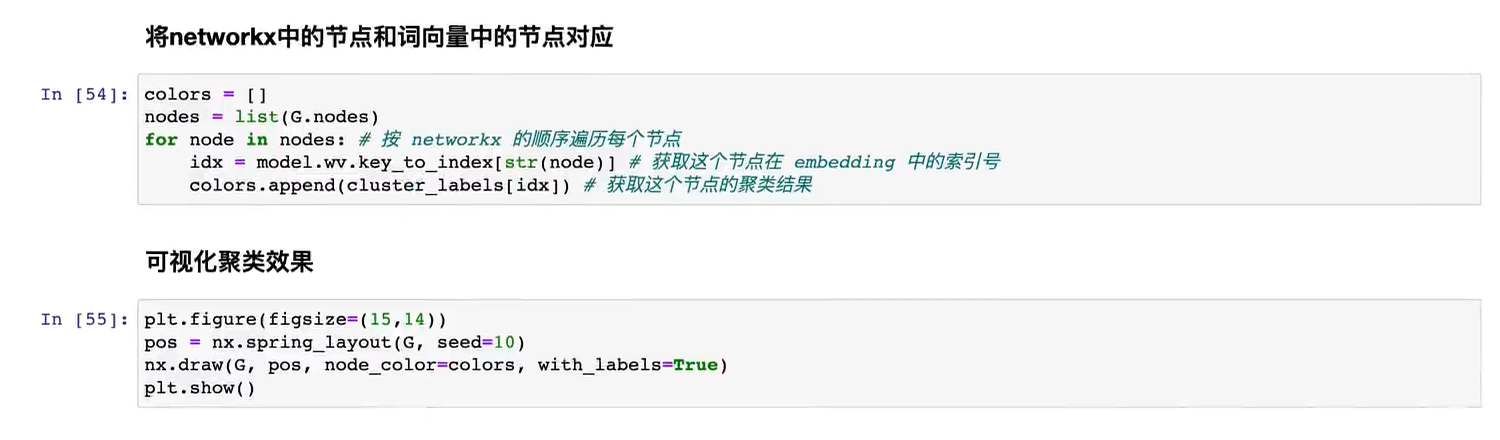 将networkx中的节点和词向量中的节点对应
In [54]: colors = []
nodes = list(G.nodes)
for node in nodes: # 按 networkx 的顺序遍历每个节点
    idx = model.wv.key_to_index[str(node)] # 获取这个节点在 embedding 中的索引号
    colors.append(cluster_labels[idx]) # 获取这个节点的聚类结果
可视化聚类效果
In [55]: plt.figure(figsize=(15,14))
pos = nx.spring_layout(G, seed=10)
nx.draw(G, pos, node_color=colors, with_labels=True)
plt.show()